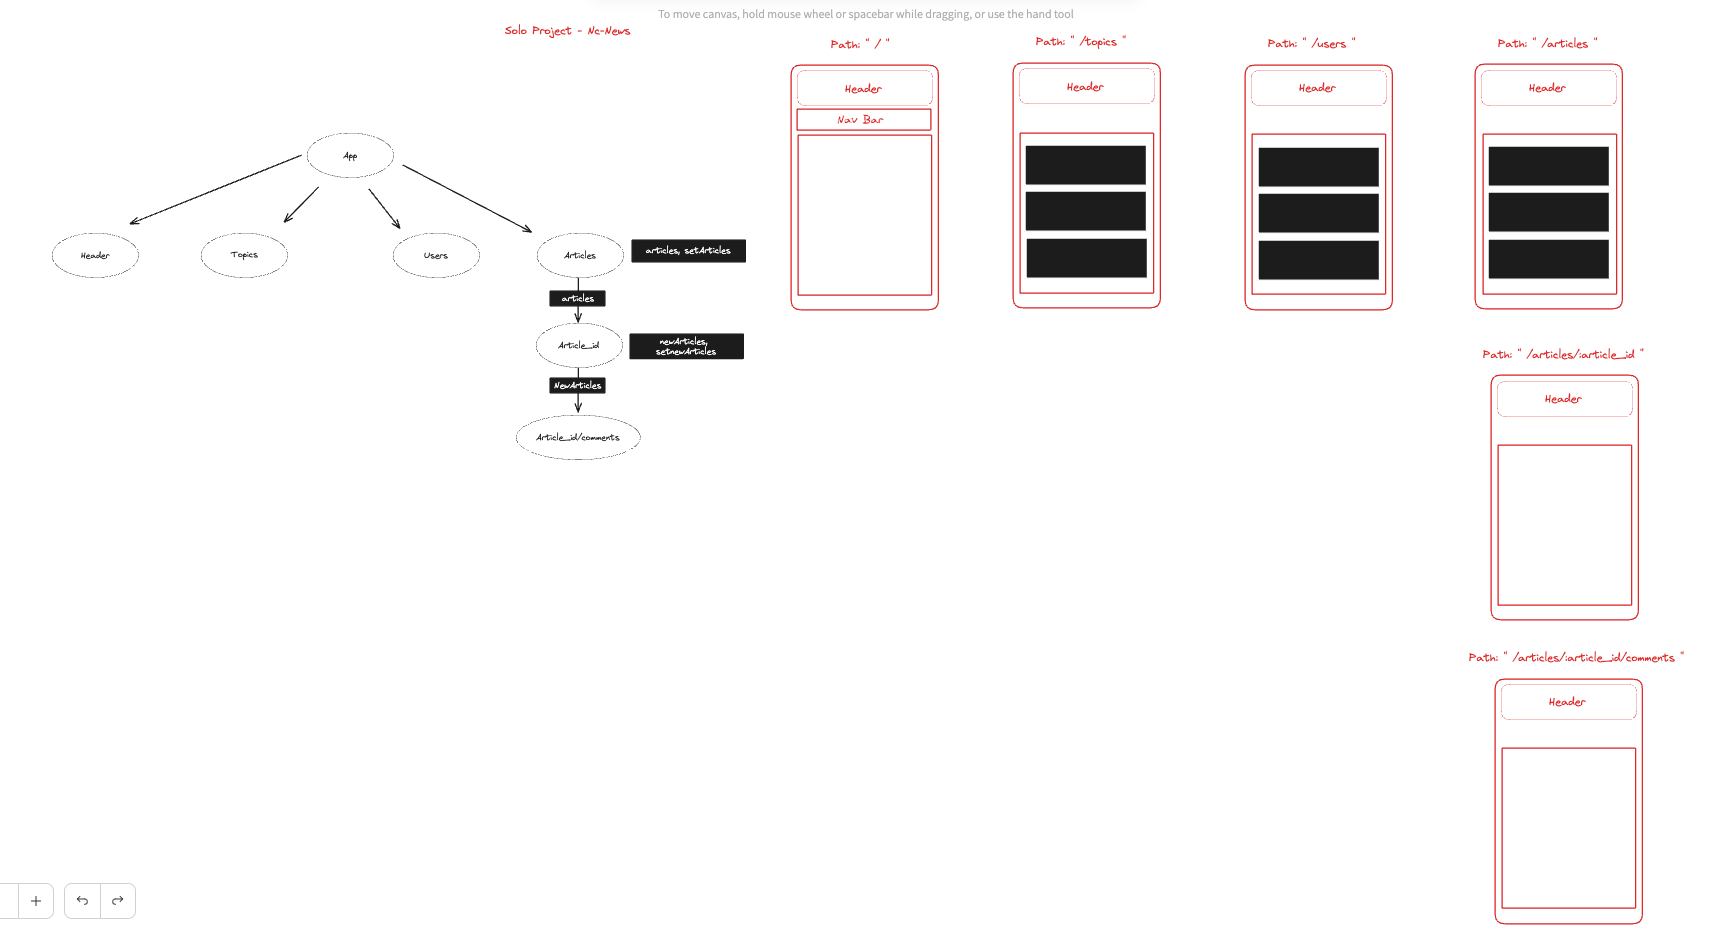 To move canvas, hold mouse wheel or spacebar while dragging, or use the hand tool
Solo Project - Nc-News
App
Header
Topics
Users
Articles
articles, setArticles
articles
Article_id
newArticles,
setnewArticles
NewArticles
Article_id/comments
Path: " / "
Header
Nav Bar
Path: " /topics "
Header
Path: " /users "
Header
Path: " /articles "
Header
Path: " /articles/:article_id "
Header
Path: " /articles/:article_id/comments "
Header